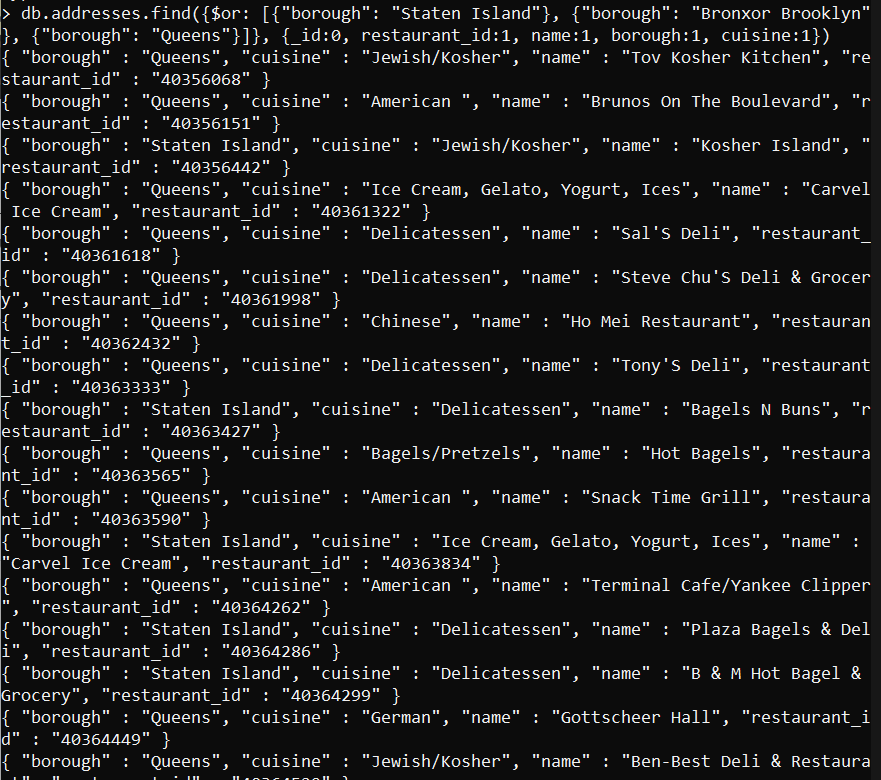 > db.addresses.find({$or: [{"borough": "Staten Island"}, {"borough": "Bronxor Brooklyn"
}, {"borough": "Queens"}]}, {_id:0, restaurant_id:1, name:1, borough:1, cuisine:1})
{ "borough" : "Queens", "cuisine" : "Jewish/Kosher", "name" : "Tov Kosher Kitchen", "re
staurant_id" : "40356068" }
{ "borough" : "Queens", "cuisine" : "American ", "name" : "Brunos On The Boulevard", "r
estaurant_id" : "40356151" }
{ "borough" : "Staten Island", "cuisine" : "Jewish/Kosher", "name" : "Kosher Island", "
restaurant_id" : "40356442" }
{ "borough" : "Queens", "cuisine" : "Ice Cream, Gelato, Yogurt, Ices", "name" : "Carvel
 Ice Cream", "restaurant_id" : "40361322" }
{ "borough" : "Queens", "cuisine" : "Delicatessen", "name" : "Sal'S Deli", "restaurant_
id" : "40361618" }
{ "borough" : "Queens", "cuisine" : "Delicatessen", "name" : "Steve Chu'S Deli & Grocer
y", "restaurant_id" : "40361998" }
{ "borough" : "Queens", "cuisine" : "Chinese", "name" : "Ho Mei Restaurant", "restauran
t_id" : "40362432" }
{ "borough" : "Queens", "cuisine" : "Delicatessen", "name" : "Tony'S Deli", "restaurant
_id" : "40363333" }
{ "borough" : "Staten Island", "cuisine" : "Delicatessen", "name" : "Bagels N Buns", "r
estaurant_id" : "40363427" }
{ "borough" : "Queens", "cuisine" : "Bagels/Pretzels", "name" : "Hot Bagels", "restaura
nt_id" : "40363565" }
{ "borough" : "Queens", "cuisine" : "American ", "name" : "Snack Time Grill", "restaura
nt_id" : "40363590" }
{ "borough" : "Staten Island", "cuisine" : "Ice Cream, Gelato, Yogurt, Ices", "name" :
"Carvel Ice Cream", "restaurant_id" : "40363834" }
{ "borough" : "Queens", "cuisine" : "American ", "name" : "Terminal Cafe/Yankee Clipper
", "restaurant_id" : "40364262" }
{ "borough" : "Staten Island", "cuisine" : "Delicatessen", "name" : "Plaza Bagels & Del
i", "restaurant_id" : "40364286" }
{ "borough" : "Staten Island", "cuisine" : "Delicatessen", "name" : "B & M Hot Bagel &
Grocery", "restaurant_id" : "40364299" }
{ "borough" : "Queens", "cuisine" : "German", "name" : "Gottscheer Hall", "restaurant_i
d" : "40364449" }
{ "borough" : "Queens", "cuisine" : "Jewish/Kosher", "name" : "Ben-Best Deli & Restaura